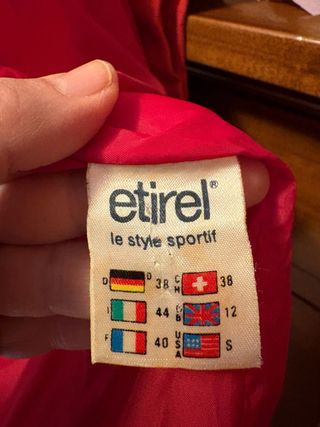 etirel®
le style sportif
D D 38 CH 38
I 44 GB 12
F 40 USA S